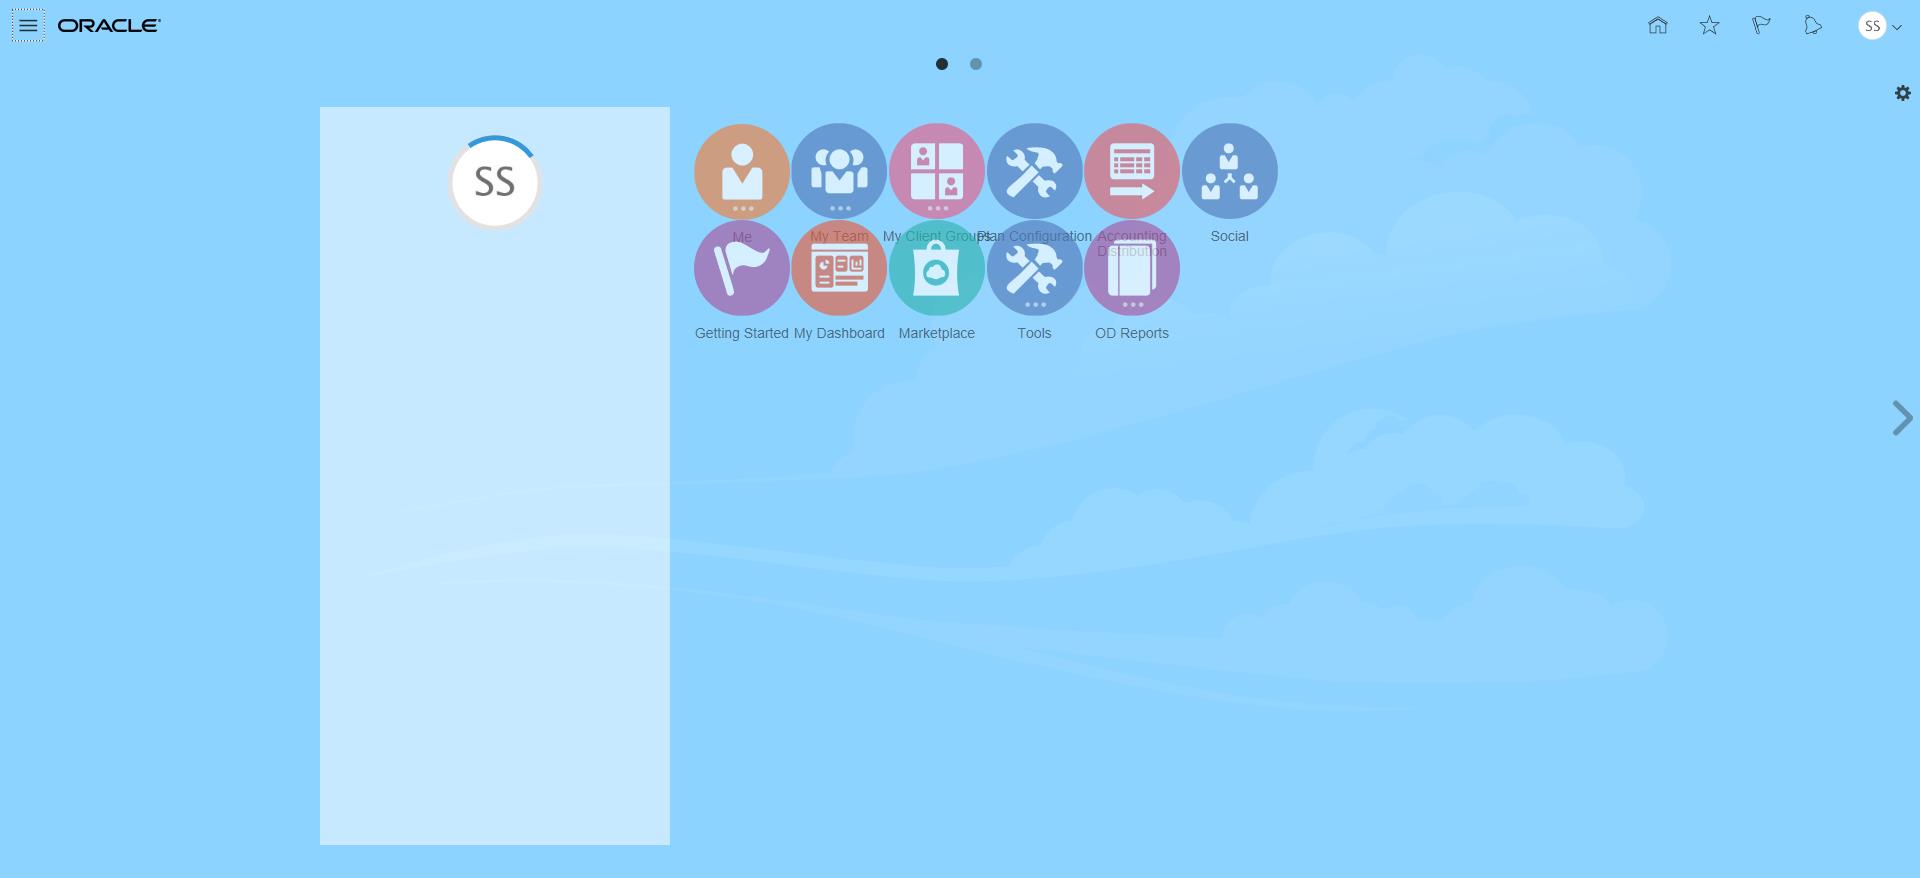 ORACLE
SS
SS
Me
My Team
My Client Groups
Plan Configuration
Accounting
Distribution
Social
Getting Started
My Dashboard
Marketplace
Tools
OD Reports